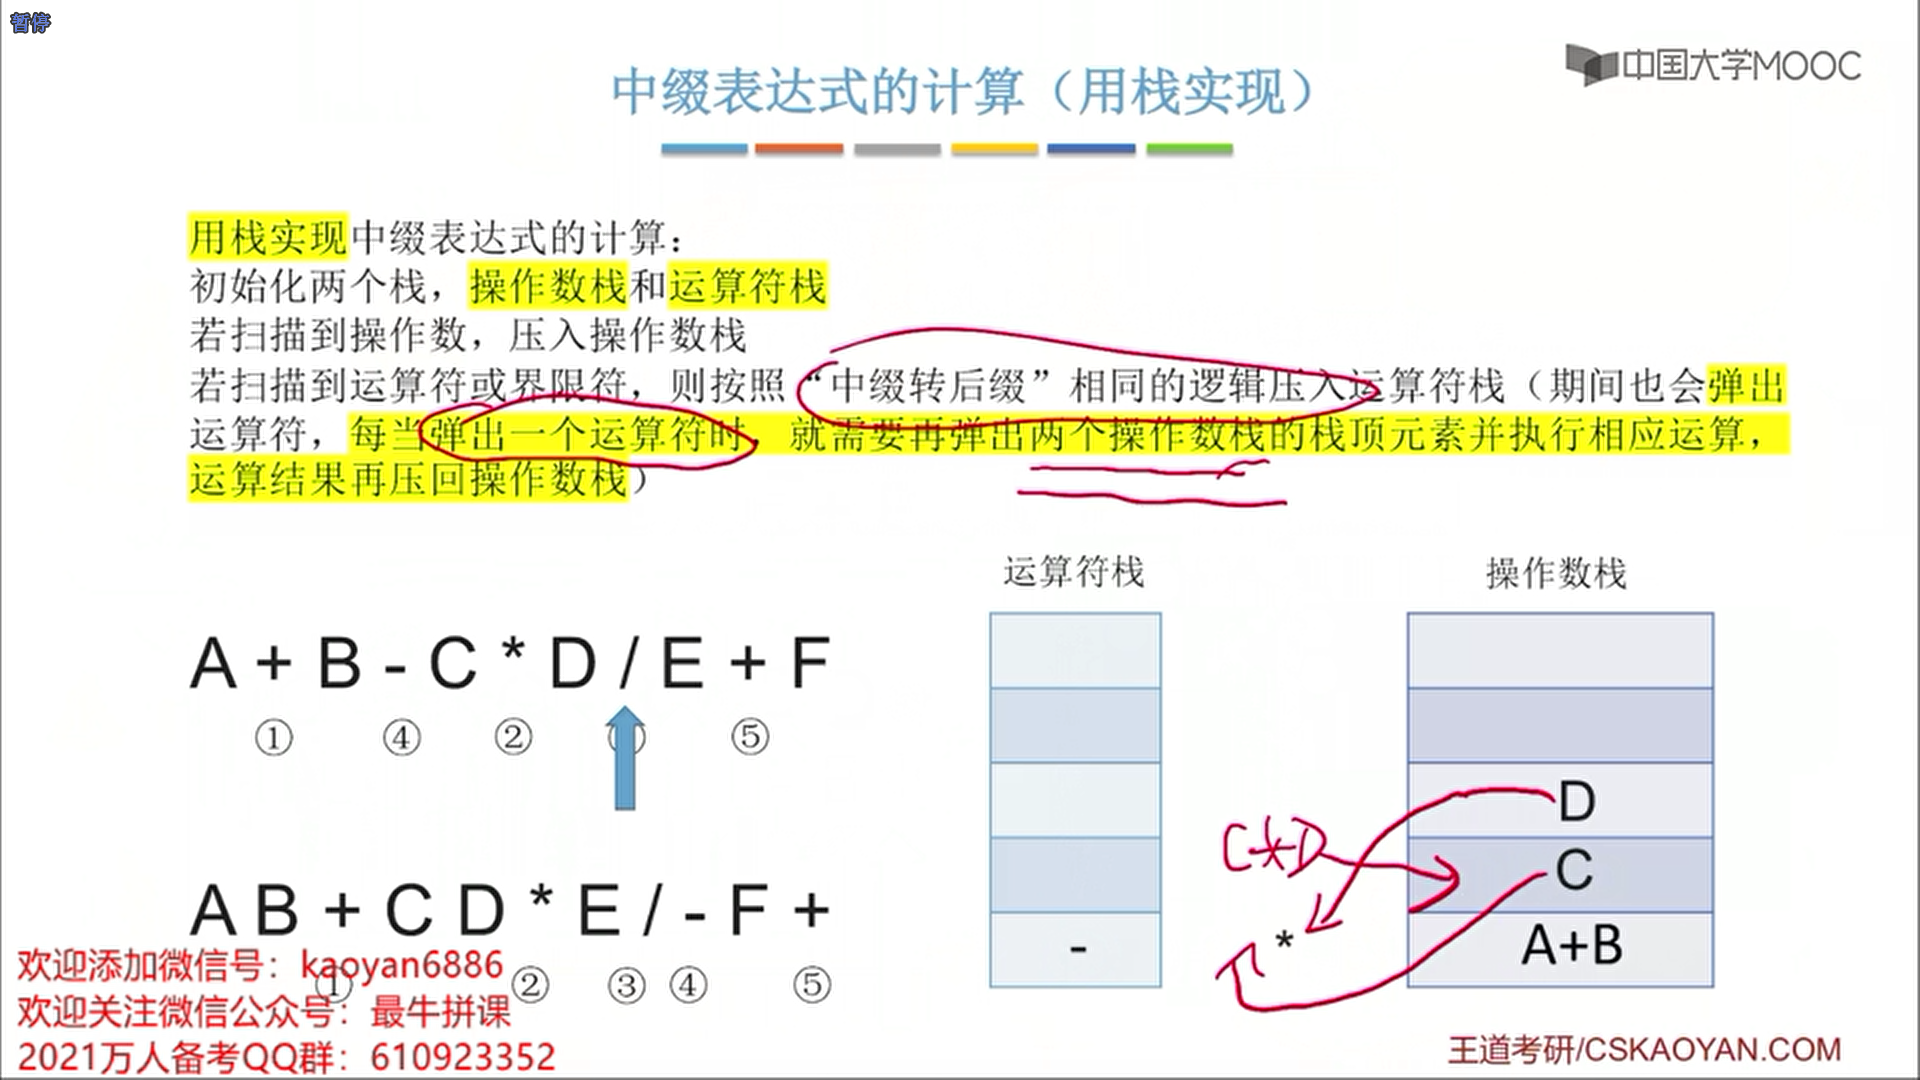 暂停
中国大学MOOC
中缀表达式的计算（用栈实现）
用栈实现中缀表达式的计算：
初始化两个栈，操作数栈和运算符栈
若扫描到操作数，压入操作数栈
若扫描到运算符或界限符，则按照“中缀转后缀”相同的逻辑压入运算符栈（期间也会弹出
运算符，每当弹出一个运算符时，就需要再弹出两个操作数栈的栈顶元素并执行相应运算，
运算结果再压回操作数栈）
运算符栈
操作数栈
A + B - C * D / E + F
① ④ ② ⑤
D
C*D
C
A B + C D * E / - F +
-
*
A+B
① ② ③ ④ ⑤
欢迎添加微信号：kaoyan6886
欢迎关注微信公众号：最牛拼课
2021万人备考QQ群：610923352
王道考研/CSKAOYAN.COM